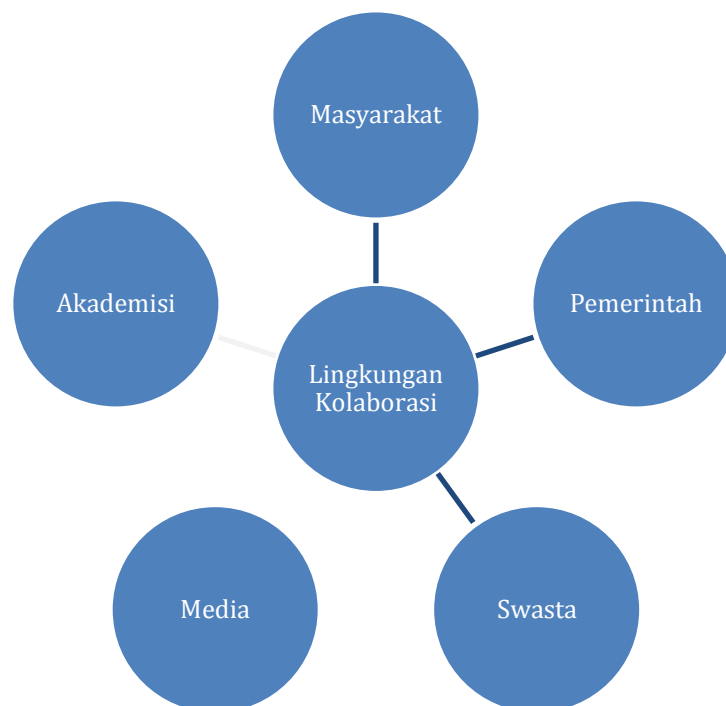 Masyarakat
Akademisi
Pemerintah
Lingkungan
Kolaborasi
Media
Swasta